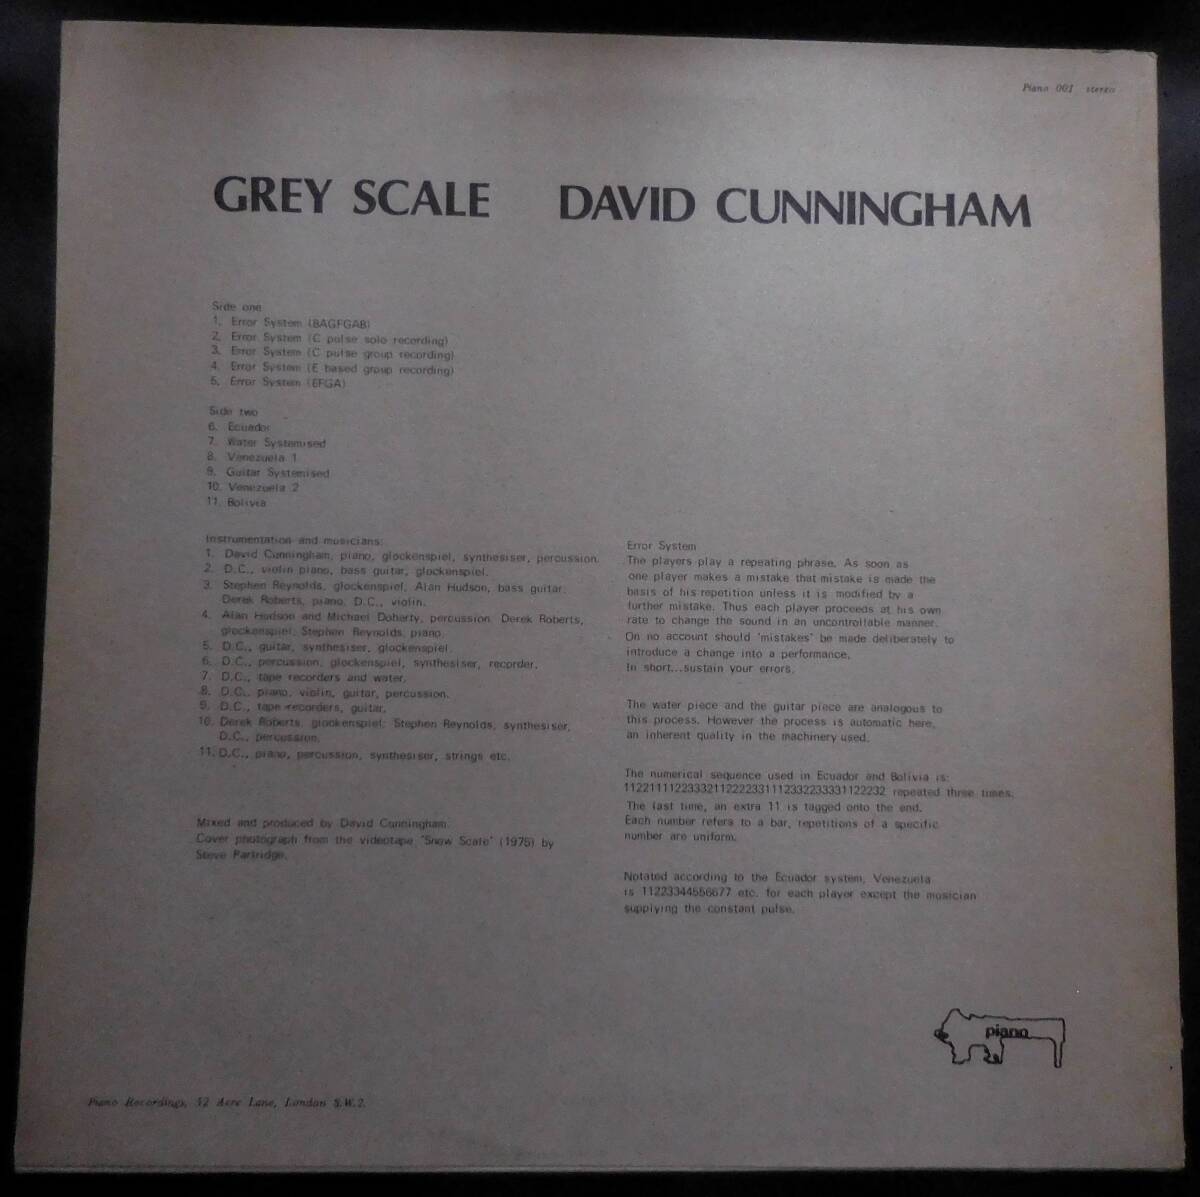 Piano 001 stereo
GREY SCALE DAVID CUNNINGHAM
Side one
1. Error System (BAGFGAB)
2. Error System (C pulse solo recording)
3. Error System (C pulse group recording)
4. Error System (E based group recording)
5. Error System (EFGA)
Side two
6. Ecuador
7. Water Systemised
8. Venezuela 1
9. Guitar Systemised
10. Venezuela 2
11. Bolivia
Instrumentation and musicians:
1. David Cunningham, piano, glockenspiel, synthesiser, percussion.
2. D.C., violin piano, bass guitar, glockenspiel.
3. Stephen Reynolds, glockenspiel, Alan Hudson, bass guitar;
Derek Roberts, piano, D.C., violin.
4. Alan Hudson and Michael Doherty, percussion. Derek Roberts,
glockenspiel; Stephen Reynolds, piano.
5. D.C., guitar, synthesiser, glockenspiel.
6. D.C., percussion, glockenspiel, synthesiser, recorder.
7. D.C., tape recorders and water.
8. D.C., piano, violin, guitar, percussion.
9. D.C., tape recorders, guitar.
10. Derek Roberts, glockenspiel; Stephen Reynolds, synthesiser,
D.C., percussion.
11. D.C., piano, percussion, synthesiser, strings etc.
Mixed and produced by David Cunningham.
Cover photograph from the videotape 'Snow Scale' (1975) by
Steve Partridge.
Error System
The players play a repeating phrase. As soon as
one player makes a mistake that mistake is made the
basis of his repetition unless it is modified by a
further mistake. Thus each player proceeds at his own
rate to change the sound in an uncontrollable manner.
On no account should 'mistakes' be made deliberately to
introduce a change into a performance.
In short...sustain your errors.
The water piece and the guitar piece are analogous to
this process. However the process is automatic here,
an inherent quality in the machinery used.
The numerical sequence used in Ecuador and Bolivia is:
repeated three times.
The last time, an extra 11 is tagged onto the end.
Each number refers to a bar, repetitions of a specific
number are uniform.
Notated according to the Ecuador system, Venezuela
is 11223344556677 etc. for each player except the musician
supplying the constant pulse.
piano
Piano Recordings, 52 Acre Lane, London S.W.2.